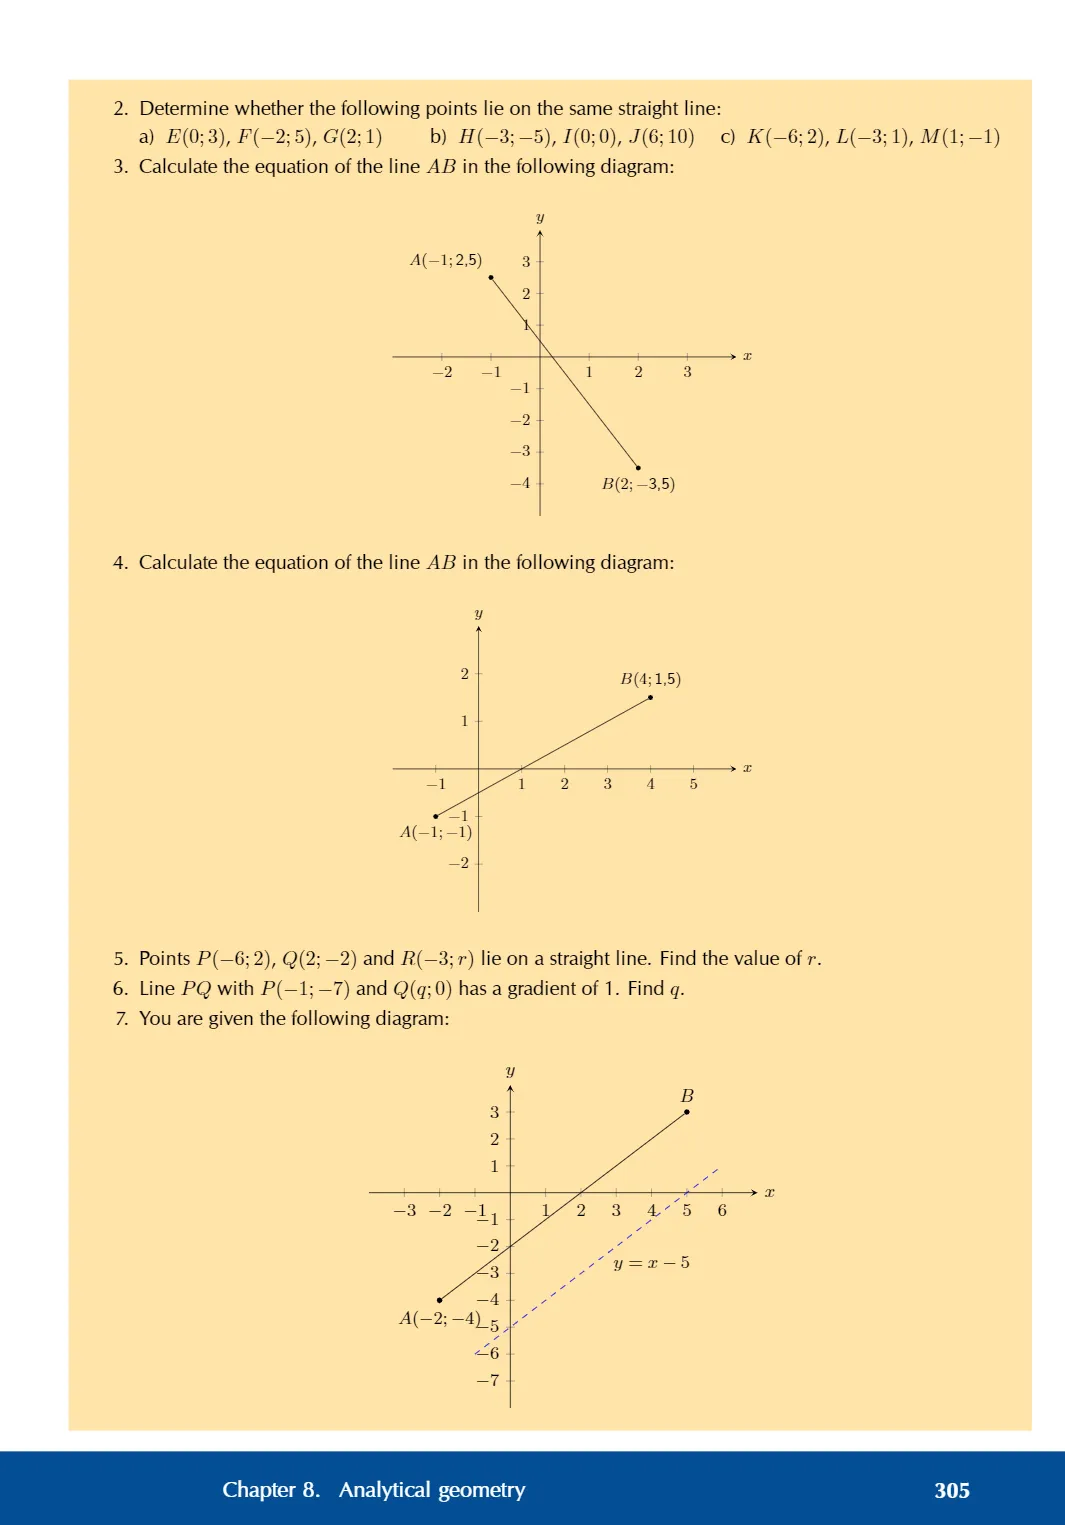 2. Determine whether the following points lie on the same straight line:
a) E(0; 3), F(−2; 5), G(2; 1) b) H(−3; −5), I(0; 0), J(6; 10) c) K(−6; 2), L(−3; 1), M(1; −1)
3. Calculate the equation of the line AB in the following diagram:
y
A(−1; 2,5)
3
2
1
x
−2 −1 1 2 3
−1
−2
−3
−4
B(2; −3,5)
4. Calculate the equation of the line AB in the following diagram:
y
2
B(4; 1,5)
1
x
−1 1 2 3 4 5
−1
A(−1; −1)
−2
5. Points P(−6; 2), Q(2; −2) and R(−3; r) lie on a straight line. Find the value of r.
6. Line PQ with P(−1; −7) and Q(q; 0) has a gradient of 1. Find q.
7. You are given the following diagram:
y
B
3
2
1
x
−3 −2 −1 1 2 3 4 5 6
−1
−2
y = x − 5
−3
−4
A(−2; −4)
−5
−6
−7
Chapter 8. Analytical geometry 305